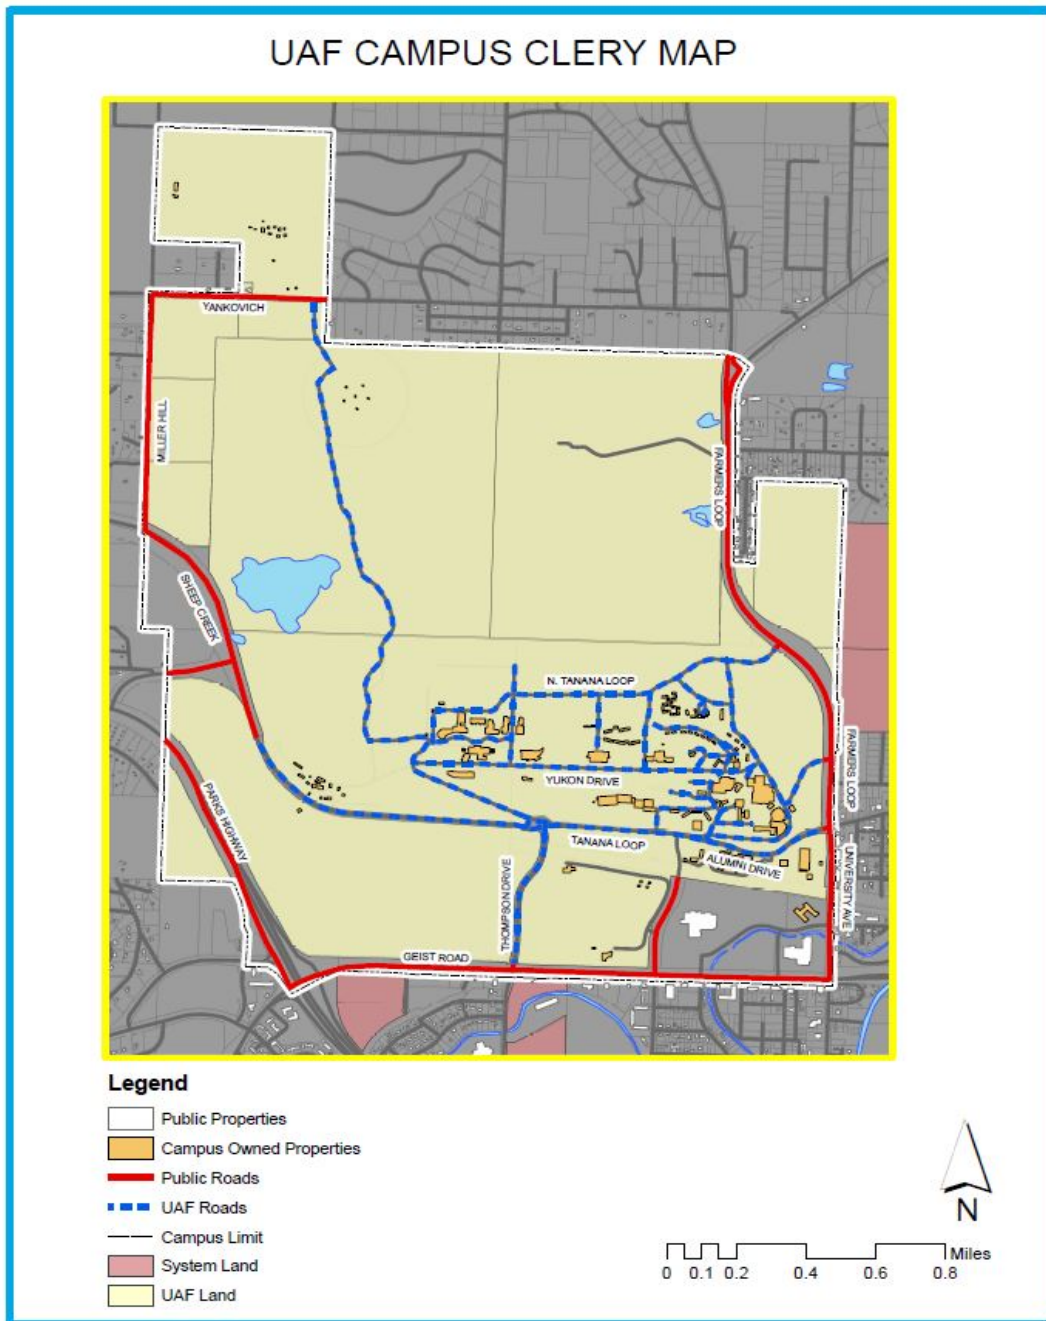 UAF CAMPUS CLERY MAP
YANKOVICH
MILLER HILL
FARMERS LOOP
SHEEP CREEK
N. TANANA LOOP
YUKON DRIVE
FARMERS LOOP
PARKS HIGHWAY
TANANA LOOP
ALUMNI DRIVE
UNIVERSITY AVE
THOMPSON DRIVE
GEIST ROAD
Legend
Public Properties
Campus Owned Properties
Public Roads
UAF Roads
Campus Limit
System Land
UAF Land
N
Miles
0 0.1 0.2 0.4 0.6 0.8